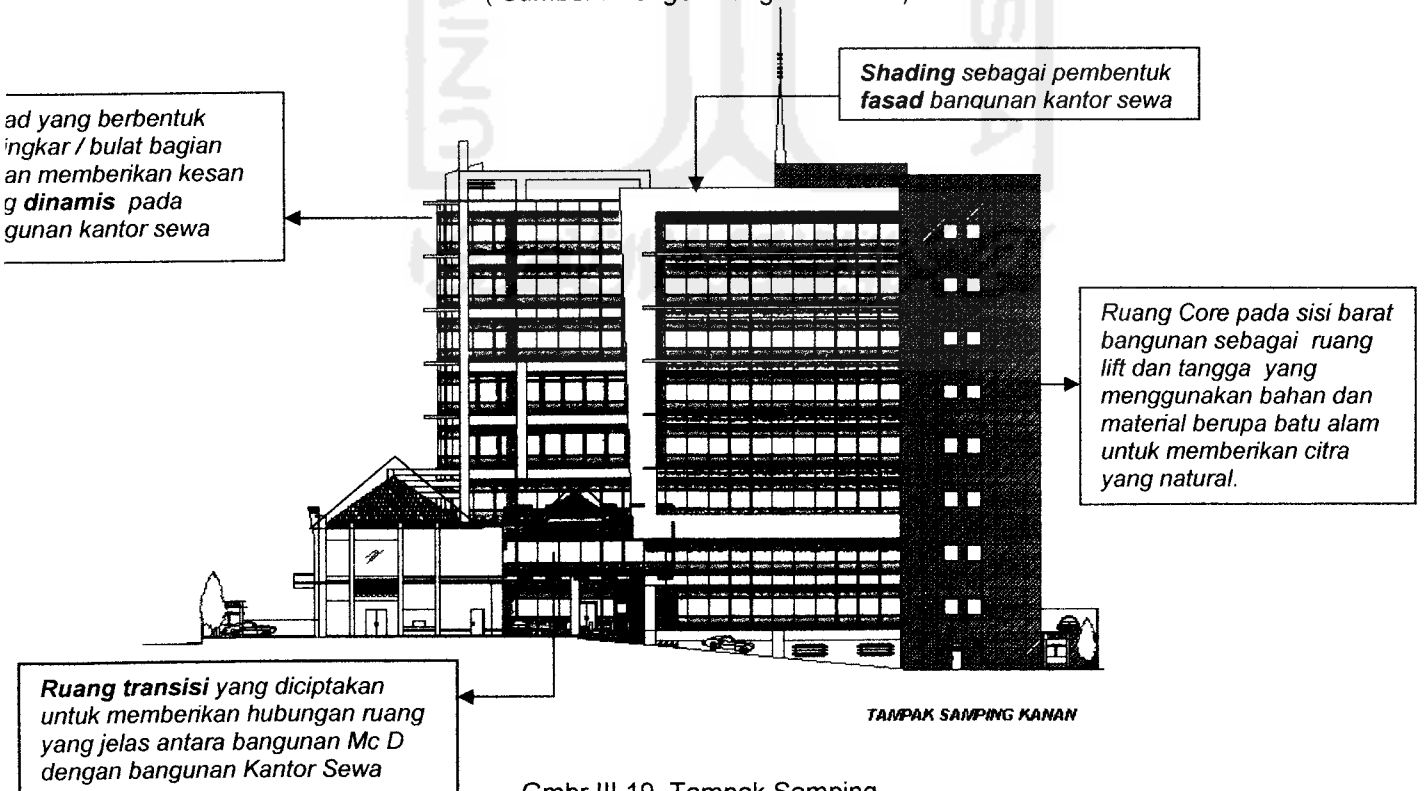 Shading sebagai pembentuk
fasad bangunan kantor sewa
ad yang berbentuk
ingkar / bulat bagian
an memberikan kesan
g dinamis pada
gunan kantor sewa
Ruang Core pada sisi barat
bangunan sebagai ruang
lift dan tangga yang
menggunakan bahan dan
material berupa batu alam
untuk memberikan citra
yang natural.
Ruang transisi yang diciptakan
untuk memberikan hubungan ruang
yang jelas antara bangunan Mc D
dengan bangunan Kantor Sewa
TAMPAK SAMPING KANAN
Gmbr III.19 Tampak Samping